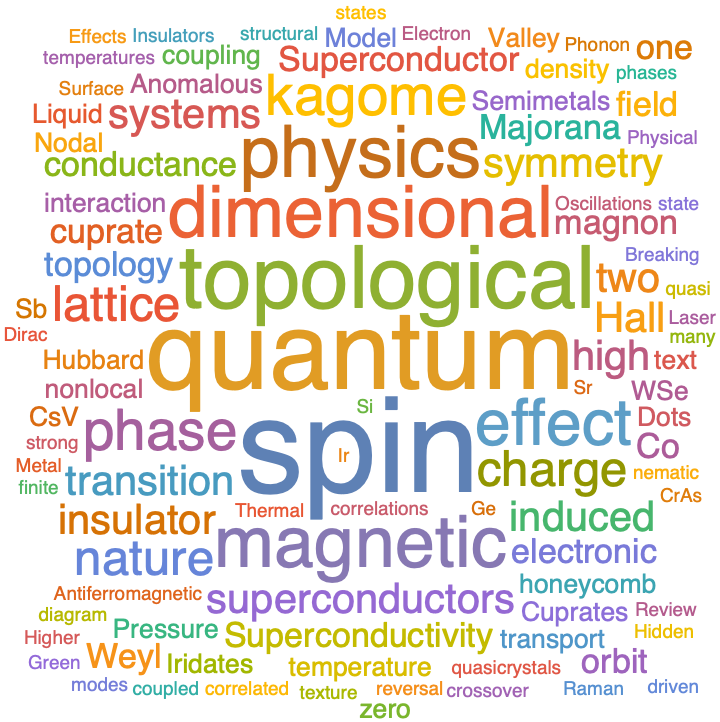 states
Effects Insulators structural Model Electron Valley Phonon one
temperatures coupling Superconductor density phases
Surface Anomalous kagome Semimetals field
Liquid systems Majorana Physical
Nodal physics symmetry
conductance
interaction dimensional Oscillations state
cuprate magnon
topology topological Breaking
two quasi
Sb lattice Hall Laser
Dirac many
Hubbard quantum high text
nonlocal Sr WSe
CsV phase Si effect Dots
strong spin Co
Metal transition Ir charge nematic
finite CrAs
insulator Thermal correlations Ge induced
nature magnetic electronic
Antiferromagnetic superconductors honeycomb
diagram Cuprates Review
Higher Pressure Superconductivity transport Hidden
Green Weyl Iridates temperature quasicrystals orbit
modes coupled correlated texture reversal crossover Raman driven
zero